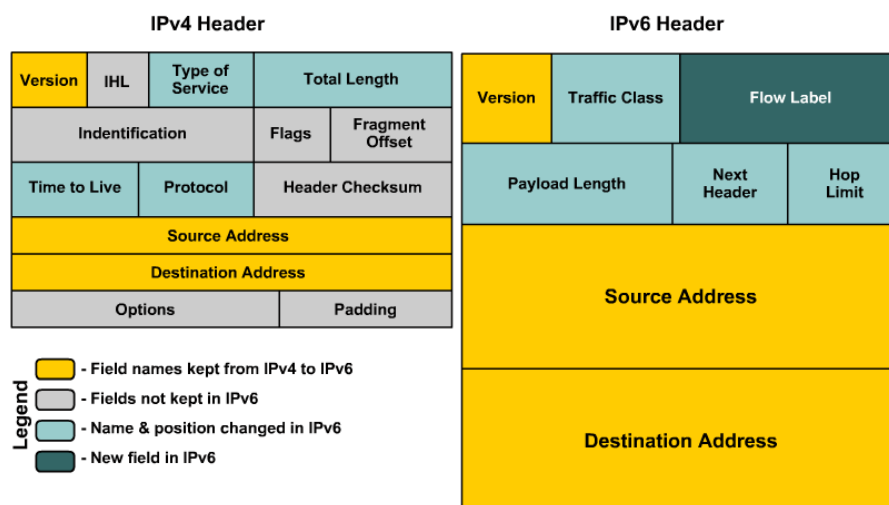 IPv4 Header
IPv6 Header
Version
IHL
Type of
Service
Total Length
Indentification
Flags
Fragment
Offset
Time to Live
Protocol
Header Checksum
Source Address
Destination Address
Options
Padding
Version
Traffic Class
Flow Label
Payload Length
Next
Header
Hop
Limit
Source Address
Destination Address
Legend
- Field names kept from IPv4 to IPv6
- Fields not kept in IPv6
- Name & position changed in IPv6
- New field in IPv6